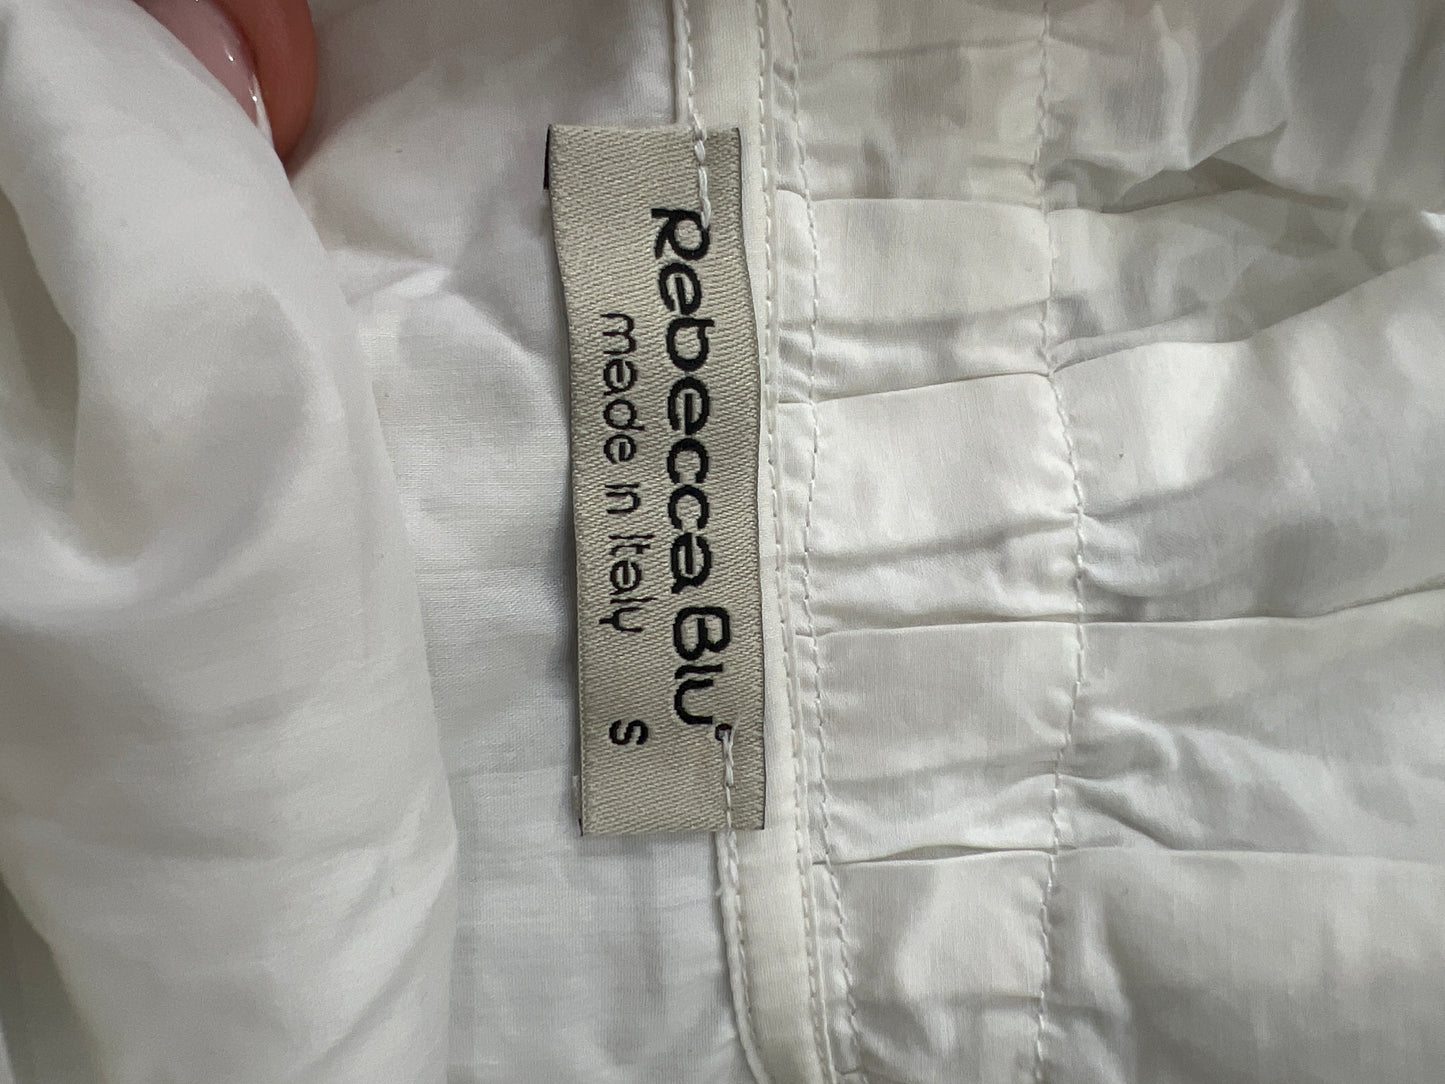 Rebecca Blu
made in Italy
S